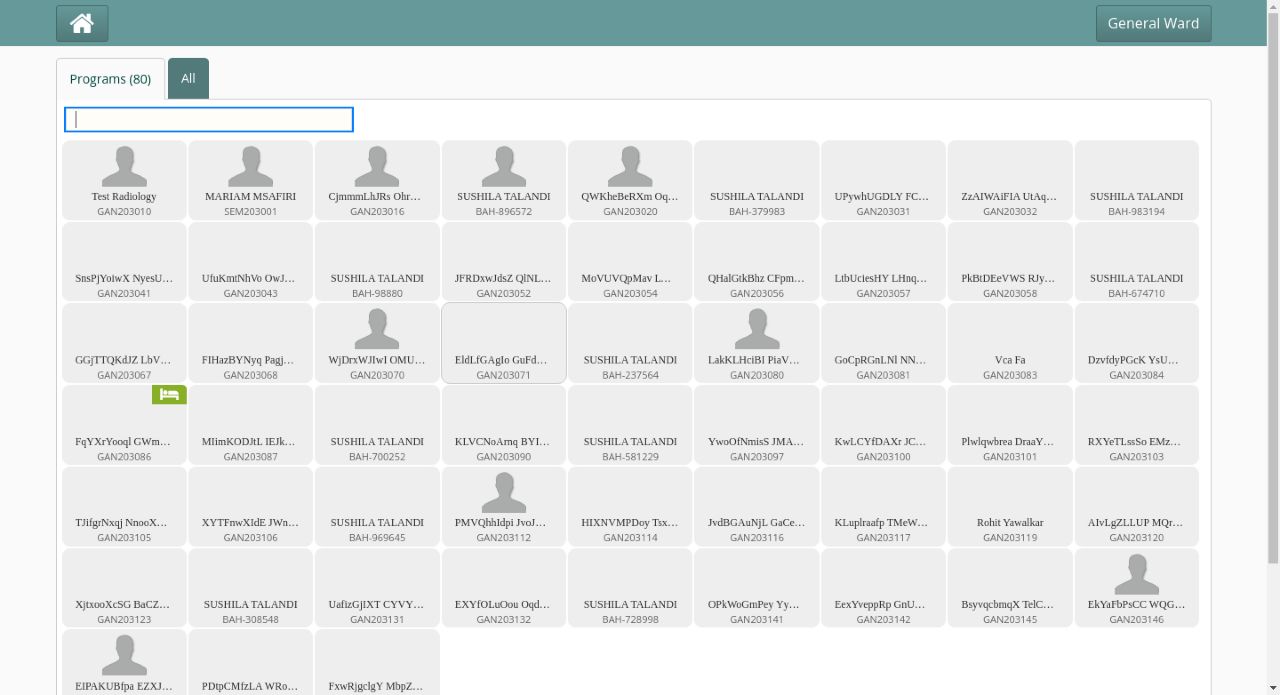 General Ward
Programs (80)
All
Test Radiology
GAN203010
MARIAM MSAFIRI
SEM203001
CjmmmLhJRs Ohr…
GAN203016
SUSHILA TALANDI
BAH-896572
QWKheBeRXm Oq…
GAN203020
SUSHILA TALANDI
BAH-379983
UPywhUGDLY FC…
GAN203031
ZzAIWAiFIA UtAq…
GAN203032
SUSHILA TALANDI
BAH-983194
SnsPjYoiwX NyesU…
GAN203041
UfuKmtNhVo OwJ…
GAN203043
SUSHILA TALANDI
BAH-98880
JFRDxwJdsZ QlNL…
GAN203052
MoVUVQpMav L…
GAN203054
QHalGtkBhz CFpm…
GAN203056
LtbUciesHY LHnq…
GAN203057
PkBtDEeVWS RJy…
GAN203058
SUSHILA TALANDI
BAH-674710
GGjTTQKdJZ LbV…
GAN203067
FIHazBYNyq Pagj…
GAN203068
WjDrxWJIwI OMU…
GAN203070
EldLfGAgIo GuFd…
GAN203071
SUSHILA TALANDI
BAH-237564
LakKLHciBI PiaV…
GAN203080
GoCpRGnLNl NN…
GAN203081
Vca Fa
GAN203083
DzvfdyPGcK YsU…
GAN203084
FqYXrYooql GWm…
GAN203086
MIimKODJtL IEJk…
GAN203087
SUSHILA TALANDI
BAH-700252
KLVCNoArnq BYI…
GAN203090
SUSHILA TALANDI
BAH-581229
YwoOfNmisS JMA…
GAN203097
KwLCYfDAXr JC…
GAN203100
Plwlqwbrea DraaY…
GAN203101
RXYeTLssSo EMz…
GAN203103
TJifgrNxqj NnooX…
GAN203105
XYTFnwXIdE JWn…
GAN203106
SUSHILA TALANDI
BAH-969645
PMVQhhIdpi JvoJ…
GAN203112
HIXNVMPDoy Tsx…
GAN203114
JvdBGAuNjL GaCe…
GAN203116
KLuplraafp TMeW…
GAN203117
Rohit Yawalkar
GAN203119
AIvLgZLLUP MQr…
GAN203120
XjtxooXcSG BaCZ…
GAN203123
SUSHILA TALANDI
BAH-308548
UafizGjIXT CYVY…
GAN203131
EXYfOLuOou Oqd…
GAN203132
SUSHILA TALANDI
BAH-728998
OPkWoGmPey Yy…
GAN203141
EexYveppRp GnU…
GAN203142
BsyvqcbmqX TelC…
GAN203145
EkYaFbPsCC WQG…
GAN203146
EIPAKUBfpa EZXJ…
PDtpCMfzLA WRo…
FxwRjgclgY MbpZ…